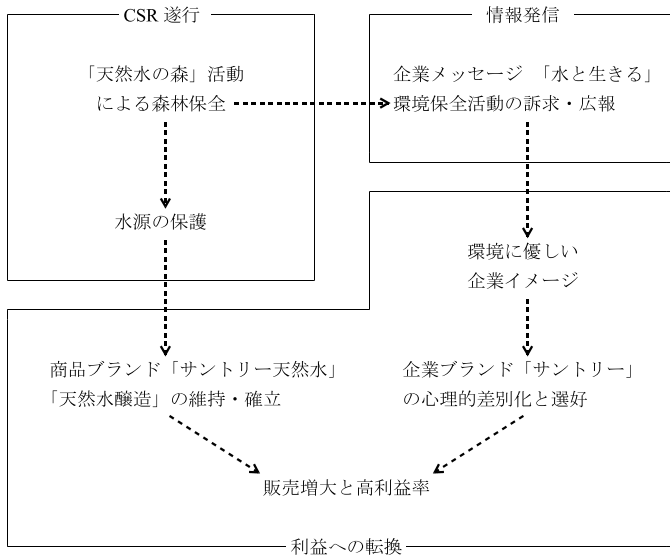 CSR 遂行
「天然水の森」活動
による森林保全
水源の保護
情報発信
企業メッセージ 「水と生きる」
環境保全活動の訴求・広報
環境に優しい
企業イメージ
商品ブランド「サントリー天然水」
「天然水醸造」の維持・確立
企業ブランド「サントリー」
の心理的差別化と選好
販売増大と高利益率
利益への転換